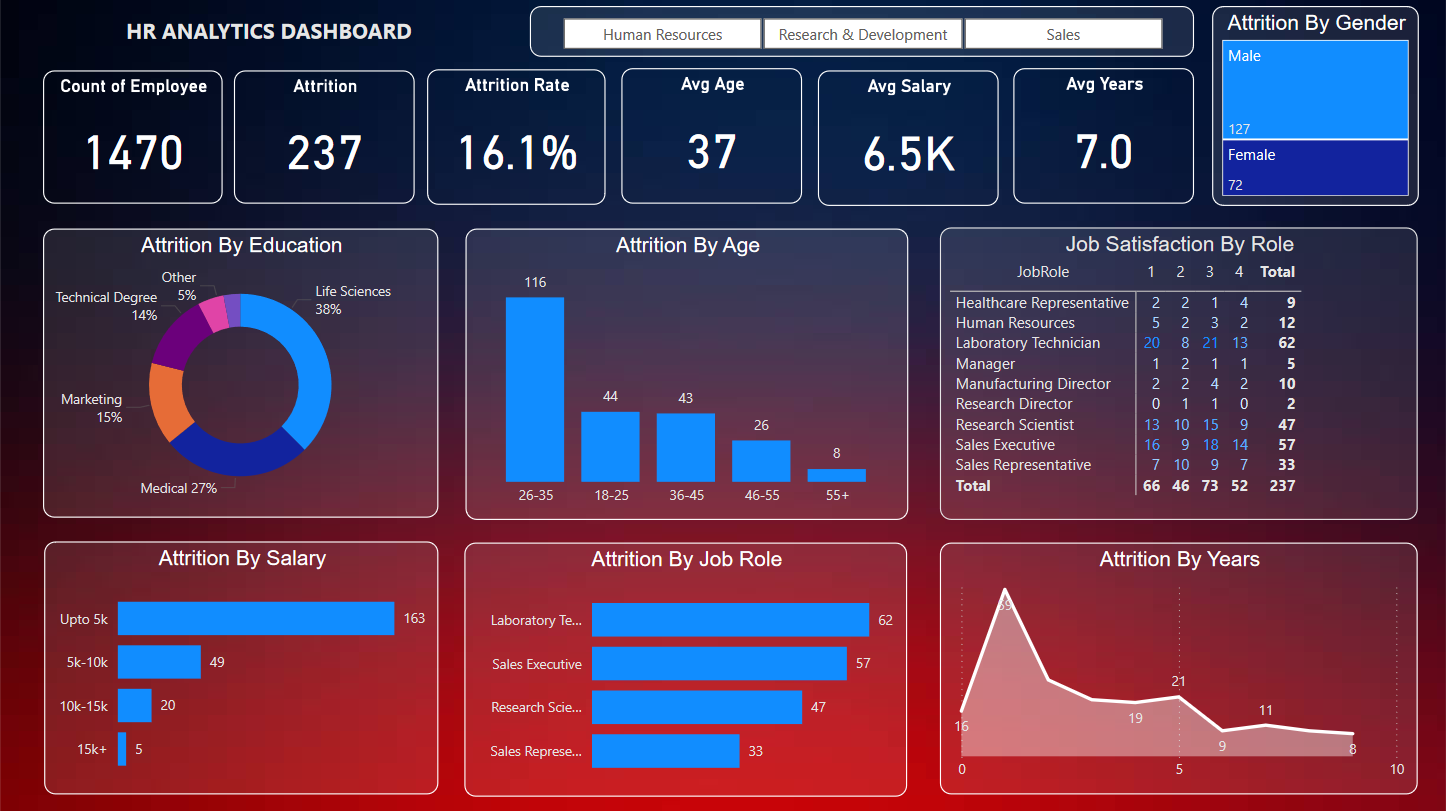 HR ANALYTICS DASHBOARD
Human Resources
Research & Development
Sales
Attrition By Gender
Male
127
Female
72
Count of Employee
1470
Attrition
237
Attrition Rate
16.1%
Avg Age
37
Avg Salary
6.5K
Avg Years
7.0
Attrition By Education
Other
5%
Technical Degree
14%
Life Sciences
38%
Marketing
15%
Medical 27%
Attrition By Age
116
44
43
26
8
26-35 18-25 36-45 46-55 55+
Job Satisfaction By Role
JobRole 1 2 3 4 Total
Healthcare Representative 2 2 1 4 9
Human Resources 5 2 3 2 12
Laboratory Technician 20 8 21 13 62
Manager 1 2 1 1 5
Manufacturing Director 2 2 4 2 10
Research Director 0 1 1 0 2
Research Scientist 13 10 15 9 47
Sales Executive 16 9 18 14 57
Sales Representative 7 10 9 7 33
Total 66 46 73 52 237
Attrition By Salary
Upto 5k 163
5k-10k 49
10k-15k 20
15k+ 5
Attrition By Job Role
Laboratory Te... 62
Sales Executive 57
Research Scie... 47
Sales Represe... 33
Attrition By Years
59
16
19
21
9
11
8
0 5 10